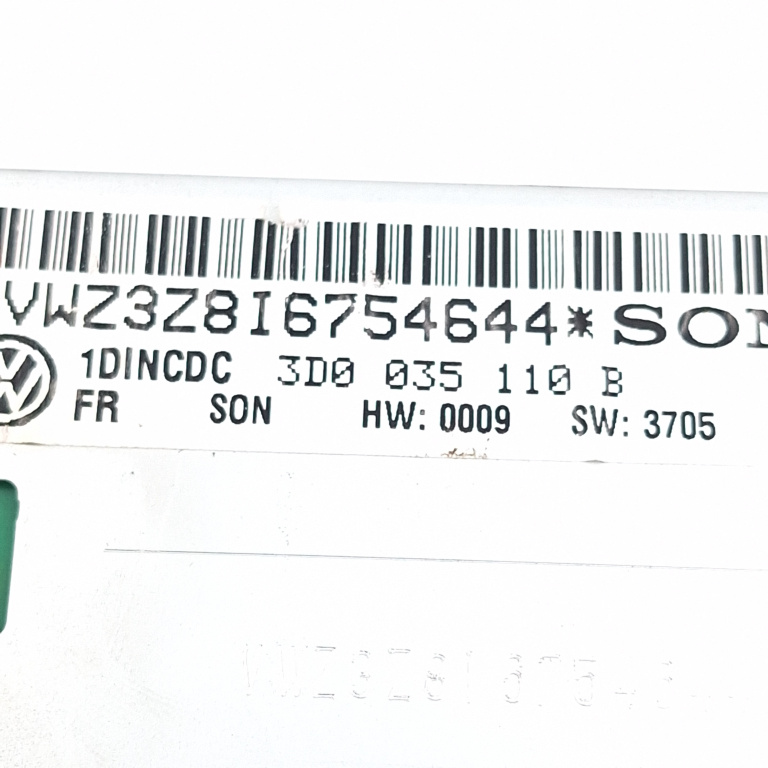 VWZ3Z8I6754644* SON
1DINCDC 3D0 035 110 B
FR SON HW: 0009 SW: 3705